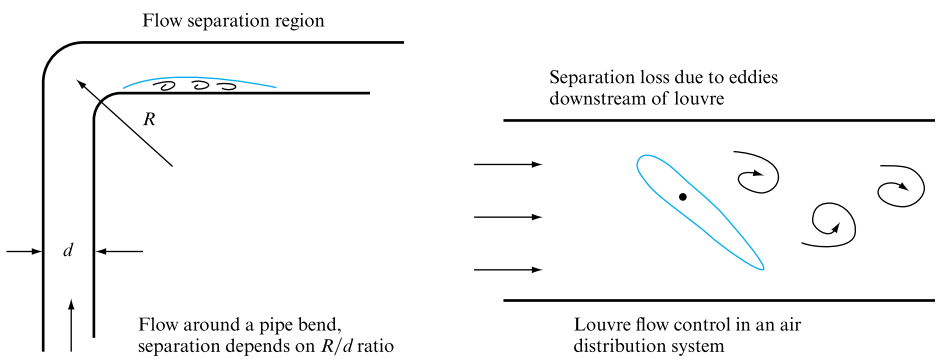 Flow separation region
R
d
Flow around a pipe bend,
separation depends on R/d ratio
Separation loss due to eddies
downstream of louvre
Louvre flow control in an air
distribution system